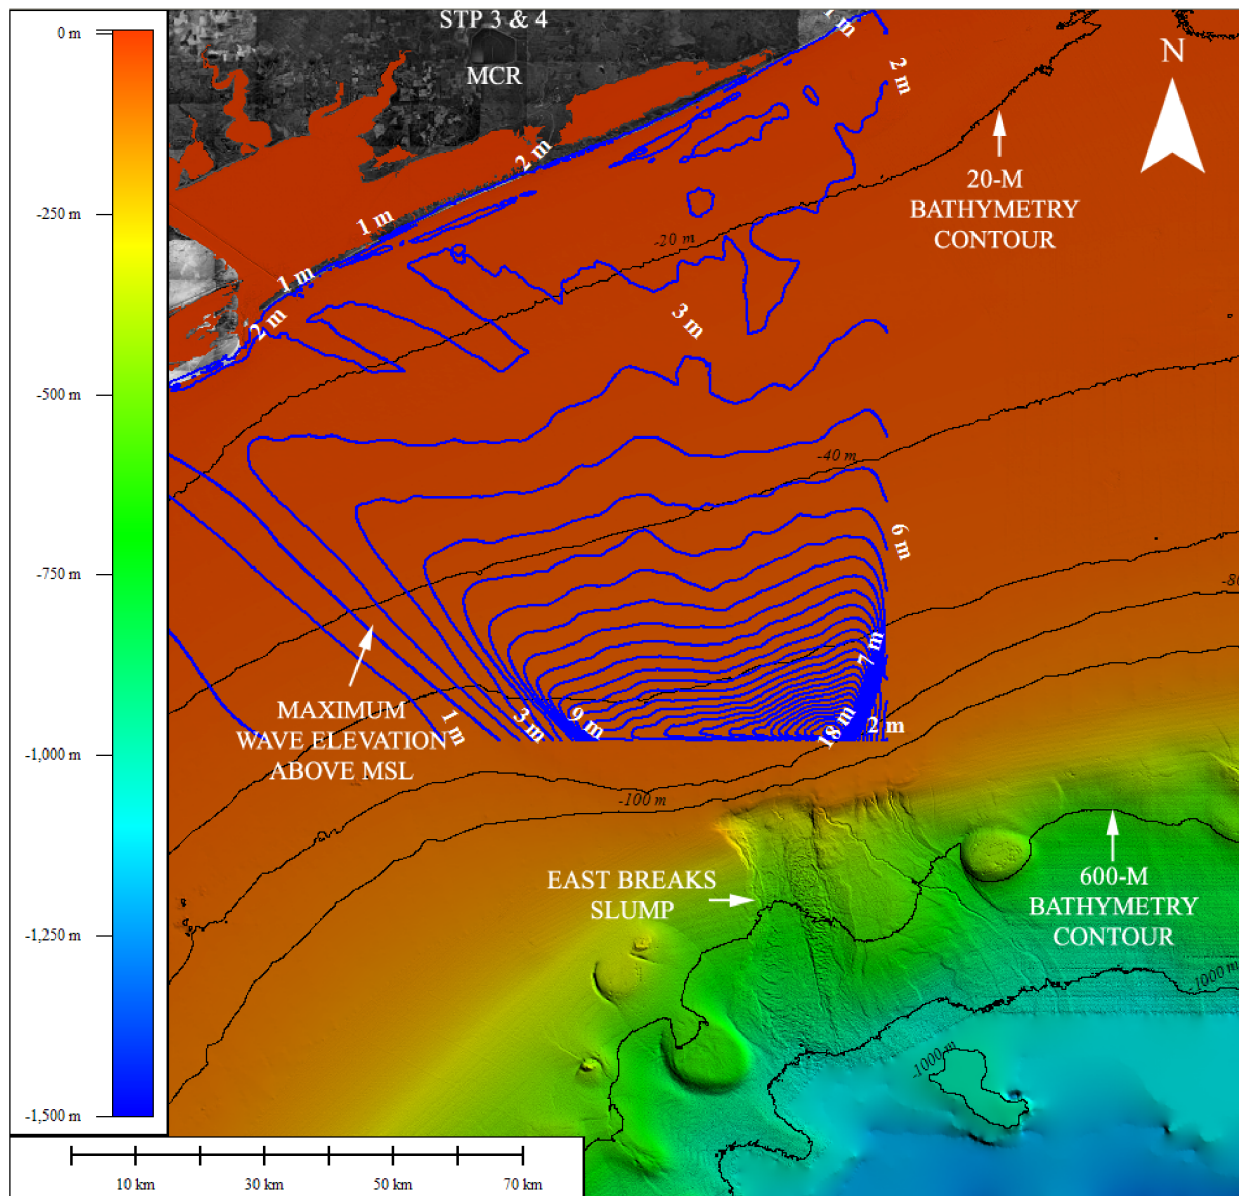 STP 3 & 4
MCR
N
0 m
-250 m
-500 m
-750 m
-1,000 m
-1,250 m
-1,500 m
1 m
2 m
2 m
1 m
1 m
2 m
20-M
BATHYMETRY
CONTOUR
-20 m
3 m
-40 m
6 m
-80
7 m
MAXIMUM
WAVE ELEVATION
ABOVE MSL
1 m
3 m
9 m
18 m
2 m
-100 m
EAST BREAKS
SLUMP
600-M
BATHYMETRY
CONTOUR
-1000 m
-1000 m
10 km
30 km
50 km
70 km